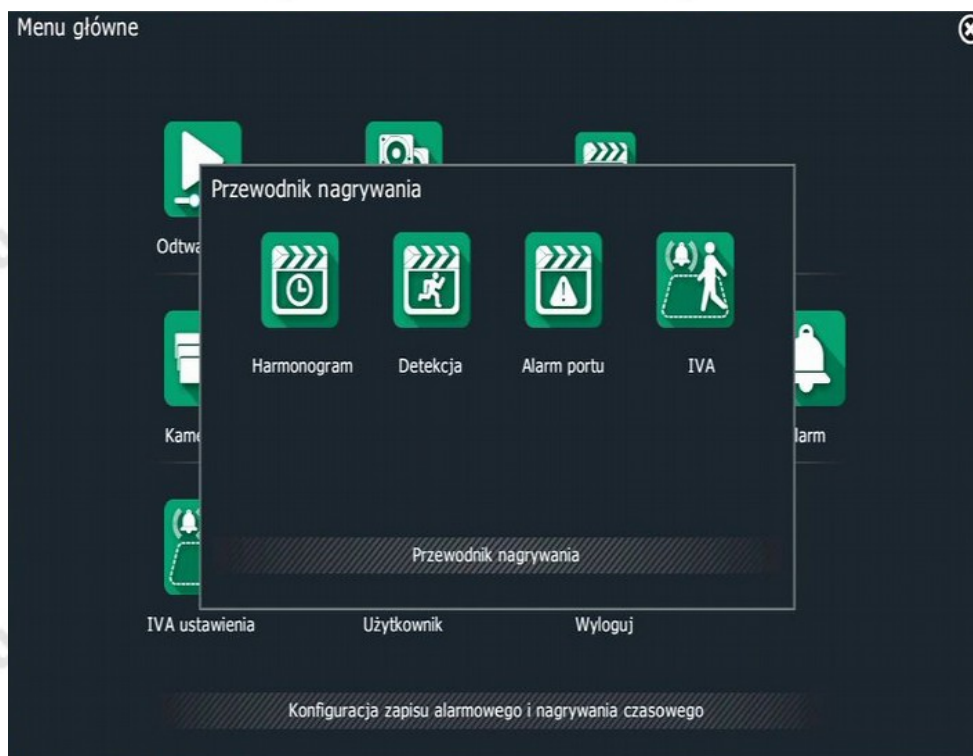 Menu główne
Przewodnik nagrywania
Harmonogram Detekcja Alarm portu IVA
Przewodnik nagrywania
IVA ustawienia Użytkownik Wyloguj
Konfiguracja zapisu alarmowego i nagrywania czasowego